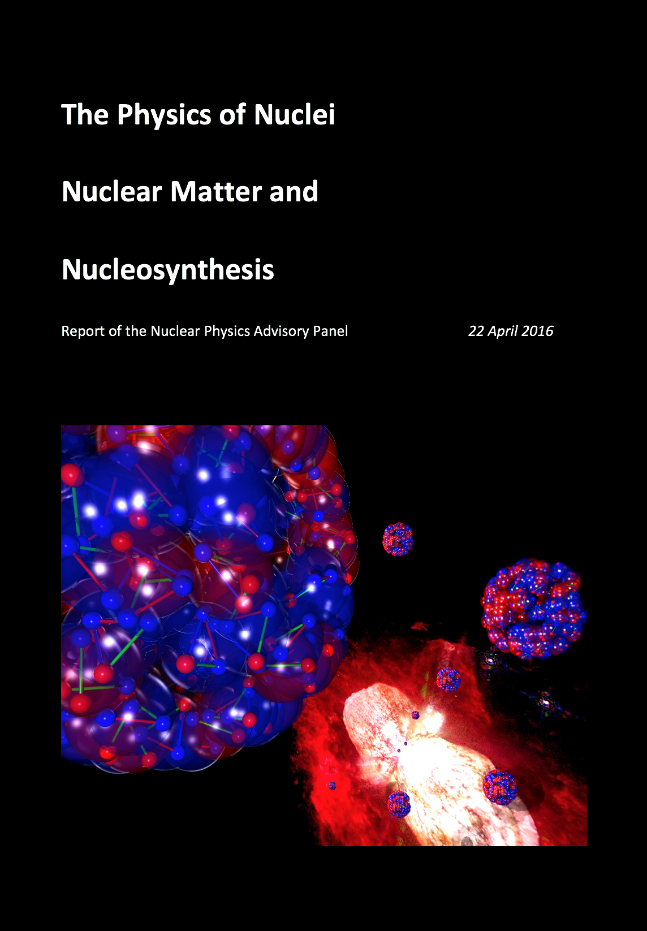 The Physics of Nuclei
Nuclear Matter and
Nucleosynthesis
Report of the Nuclear Physics Advisory Panel
22 April 2016